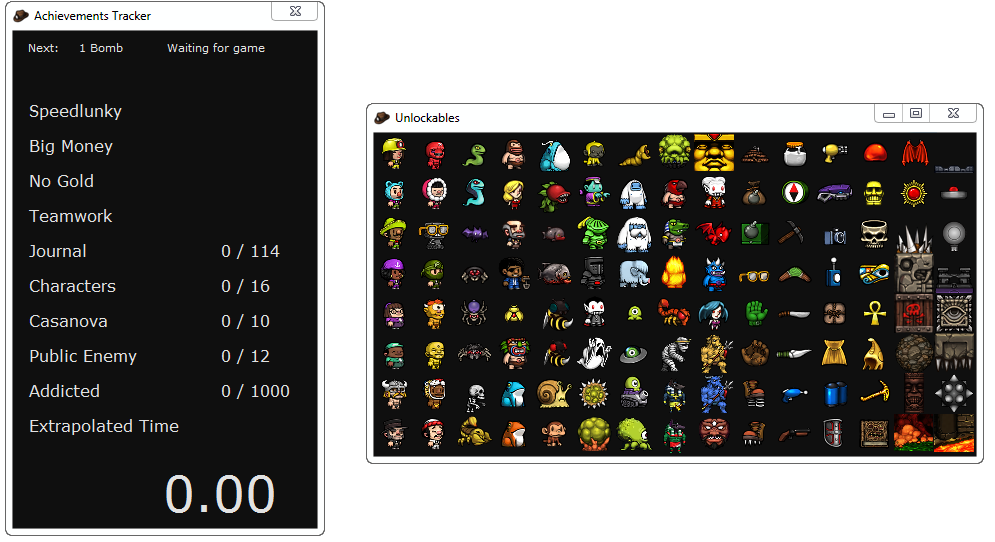 Achievements Tracker
Next: 1 Bomb Waiting for game
Speedlunky
Big Money
No Gold
Teamwork
Journal 0 / 114
Characters 0 / 16
Casanova 0 / 10
Public Enemy 0 / 12
Addicted 0 / 1000
Extrapolated Time
0.00
Unlockables